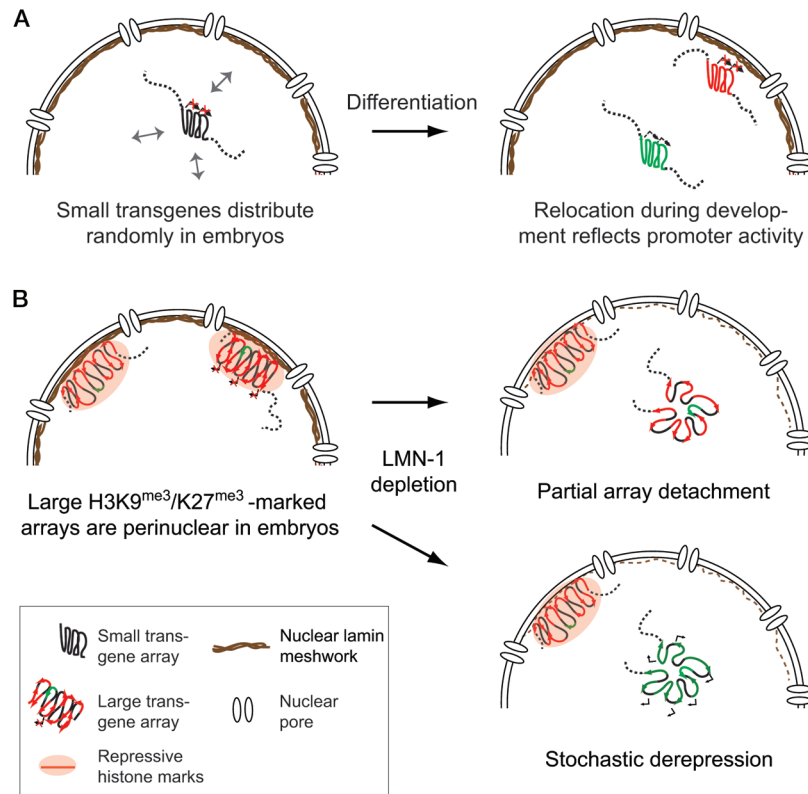 A
Differentiation
Small transgenes distribute
randomly in embryos
Relocation during develop-
ment reflects promoter activity
B
LMN-1
depletion
Large H3K9me3/K27me3 -marked
arrays are perinuclear in embryos
Partial array detachment
Small trans-
gene array
Nuclear lamin
meshwork
Large trans-
gene array
Nuclear
pore
Repressive
histone marks
Stochastic derepression